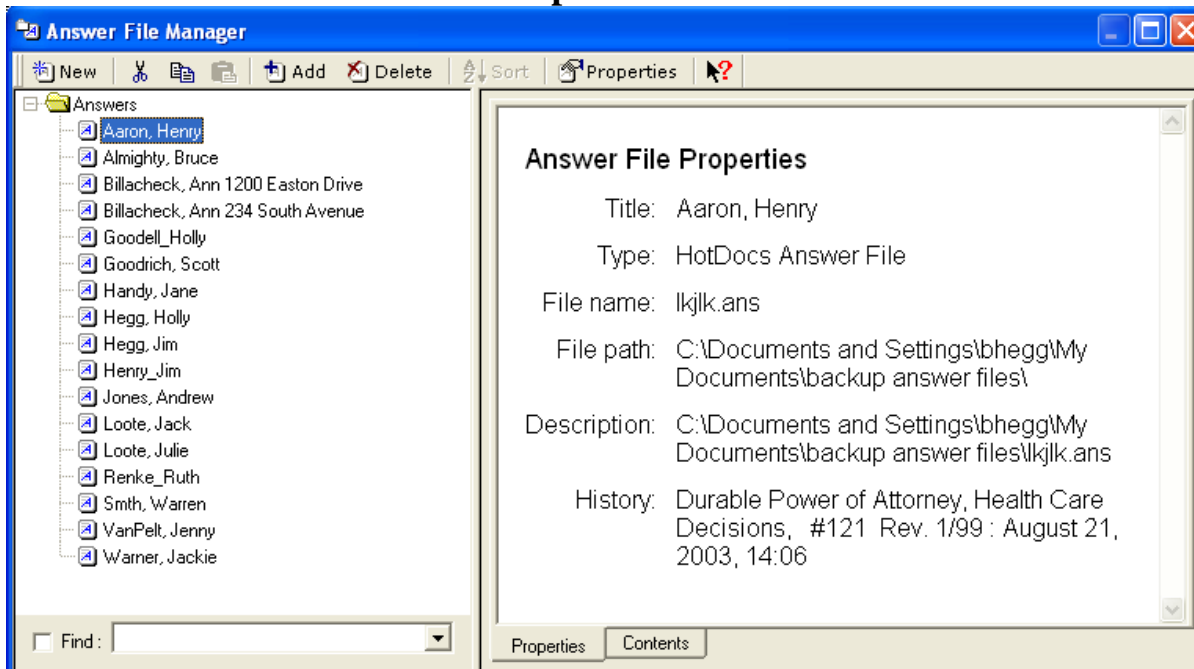 Answer File Manager
New Add Delete Sort Properties
Answers
Aaron, Henry
Almighty, Bruce
Billacheck, Ann 1200 Easton Drive
Billacheck, Ann 234 South Avenue
Goodell_Holly
Goodrich, Scott
Handy, Jane
Hegg, Holly
Hegg, Jim
Henry_Jim
Jones, Andrew
Loote, Jack
Loote, Julie
Renke_Ruth
Smth, Warren
VanPelt, Jenny
Warner, Jackie
Find :
Answer File Properties
Title: Aaron, Henry
Type: HotDocs Answer File
File name: lkjlk.ans
File path: C:\Documents and Settings\bhegg\My
Documents\backup answer files\
Description: C:\Documents and Settings\bhegg\My
Documents\backup answer files\lkjlk.ans
History: Durable Power of Attorney, Health Care
Decisions, #121 Rev. 1/99 : August 21,
2003, 14:06
Properties Contents